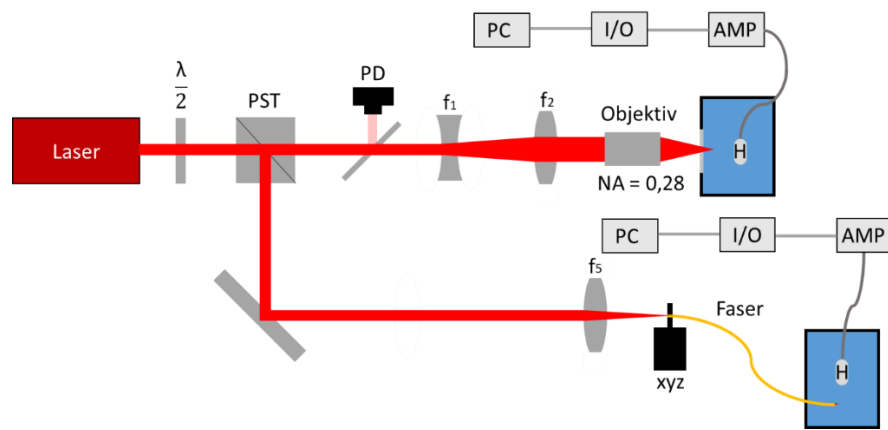 PC I/O AMP
λ
2
PST
PD
f₁
f₂
Objektiv
Laser
H
NA = 0,28
PC I/O AMP
f₅
Faser
H
xyz